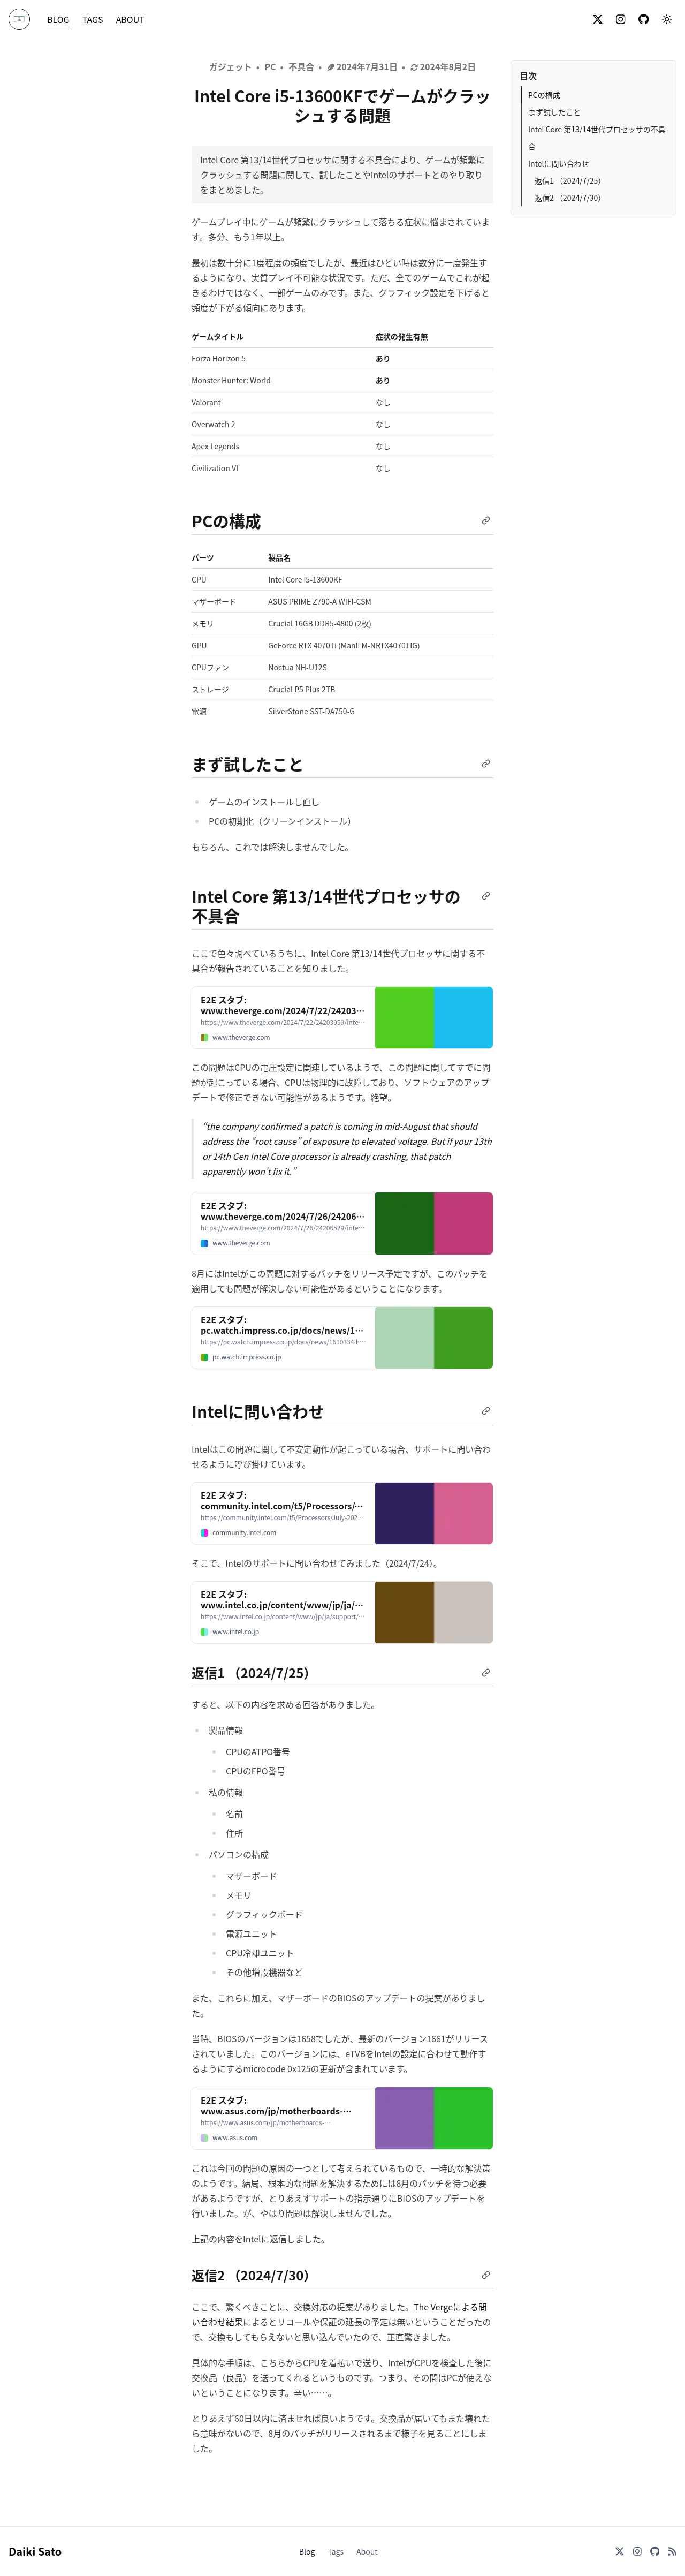 BLOG TAGS ABOUT
ガジェット • PC • 不具合 • 2024年7月31日 • 2024年8月2日
Intel Core i5-13600KFでゲームがクラッ
シュする問題
目次
PCの構成
まず試したこと
Intel Core 第13/14世代プロセッサの不具
合
Intelに問い合わせ
返信1 （2024/7/25）
返信2 （2024/7/30）
Intel Core 第13/14世代プロセッサに関する不具合により、ゲームが頻繁に
クラッシュする問題に関して、試したことやIntelのサポートとのやり取り
をまとめました。
ゲームプレイ中にゲームが頻繁にクラッシュして落ちる症状に悩まされていま
す。多分、もう1年以上。
最初は数十分に1度程度の頻度でしたが、最近はひどい時は数分に一度発生す
るようになり、実質プレイ不可能な状況です。ただ、全てのゲームでこれが起
きるわけではなく、一部ゲームのみです。また、グラフィック設定を下げると
頻度が下がる傾向にあります。
ゲームタイトル 症状の発生有無
Forza Horizon 5 あり
Monster Hunter: World あり
Valorant なし
Overwatch 2 なし
Apex Legends なし
Civilization VI なし
PCの構成
パーツ 製品名
CPU Intel Core i5-13600KF
マザーボード ASUS PRIME Z790-A WIFI-CSM
メモリ Crucial 16GB DDR5-4800 (2枚)
GPU GeForce RTX 4070Ti (Manli M-NRTX4070TIG)
CPUファン Noctua NH-U12S
ストレージ Crucial P5 Plus 2TB
電源 SilverStone SST-DA750-G
まず試したこと
ゲームのインストールし直し
PCの初期化（クリーンインストール）
もちろん、これでは解決しませんでした。
Intel Core 第13/14世代プロセッサの
不具合
ここで色々調べているうちに、Intel Core 第13/14世代プロセッサに関する不
具合が報告されていることを知りました。
E2E スタブ:
www.theverge.com/2024/7/22/24203…
https://www.theverge.com/2024/7/22/24203959/inte…
www.theverge.com
この問題はCPUの電圧設定に関連しているようで、この問題に関してすでに問
題が起こっている場合、CPUは物理的に故障しており、ソフトウェアのアップ
デートで修正できない可能性があるようです。絶望。
“the company confirmed a patch is coming in mid-August that should
address the “root cause” of exposure to elevated voltage. But if your 13th
or 14th Gen Intel Core processor is already crashing, that patch
apparently won’t fix it.”
E2E スタブ:
www.theverge.com/2024/7/26/24206…
https://www.theverge.com/2024/7/26/24206529/inte…
www.theverge.com
8月にはIntelがこの問題に対するパッチをリリース予定ですが、このパッチを
適用しても問題が解決しない可能性があるということになります。
E2E スタブ:
pc.watch.impress.co.jp/docs/news/1…
https://pc.watch.impress.co.jp/docs/news/1610334.h…
pc.watch.impress.co.jp
Intelに問い合わせ
Intelはこの問題に関して不安定動作が起こっている場合、サポートに問い合わ
せるように呼び掛けています。
E2E スタブ:
community.intel.com/t5/Processors/…
https://community.intel.com/t5/Processors/July-202…
community.intel.com
そこで、Intelのサポートに問い合わせてみました（2024/7/24）。
E2E スタブ:
www.intel.co.jp/content/www/jp/ja/…
https://www.intel.co.jp/content/www/jp/ja/support/…
www.intel.co.jp
返信1 （2024/7/25）
すると、以下の内容を求める回答がありました。
製品情報
CPUのATPO番号
CPUのFPO番号
私の情報
名前
住所
パソコンの構成
マザーボード
メモリ
グラフィックボード
電源ユニット
CPU冷却ユニット
その他増設機器など
また、これらに加え、マザーボードのBIOSのアップデートの提案がありまし
た。
当時、BIOSのバージョンは1658でしたが、最新のバージョン1661がリリース
されていました。このバージョンには、eTVBをIntelの設定に合わせて動作す
るようにするmicrocode 0x125の更新が含まれています。
E2E スタブ:
www.asus.com/jp/motherboards-…
https://www.asus.com/jp/motherboards-…
www.asus.com
これは今回の問題の原因の一つとして考えられているもので、一時的な解決策
のようです。結局、根本的な問題を解決するためには8月のパッチを待つ必要
があるようですが、とりあえずサポートの指示通りにBIOSのアップデートを
行いました。が、やはり問題は解決しませんでした。
上記の内容をIntelに返信しました。
返信2 （2024/7/30）
ここで、驚くべきことに、交換対応の提案がありました。The Vergeによる問
い合わせ結果によるとリコールや保証の延長の予定は無いということだったの
で、交換もしてもらえないと思い込んでいたので、正直驚きました。
具体的な手順は、こちらからCPUを着払いで送り、IntelがCPUを検査した後に
交換品（良品）を送ってくれるというものです。つまり、その間はPCが使えな
いということになります。辛い……。
とりあえず60日以内に済ませれば良いようです。交換品が届いてもまた壊れた
ら意味がないので、8月のパッチがリリースされるまで様子を見ることにしま
した。
Daiki Sato Blog Tags About